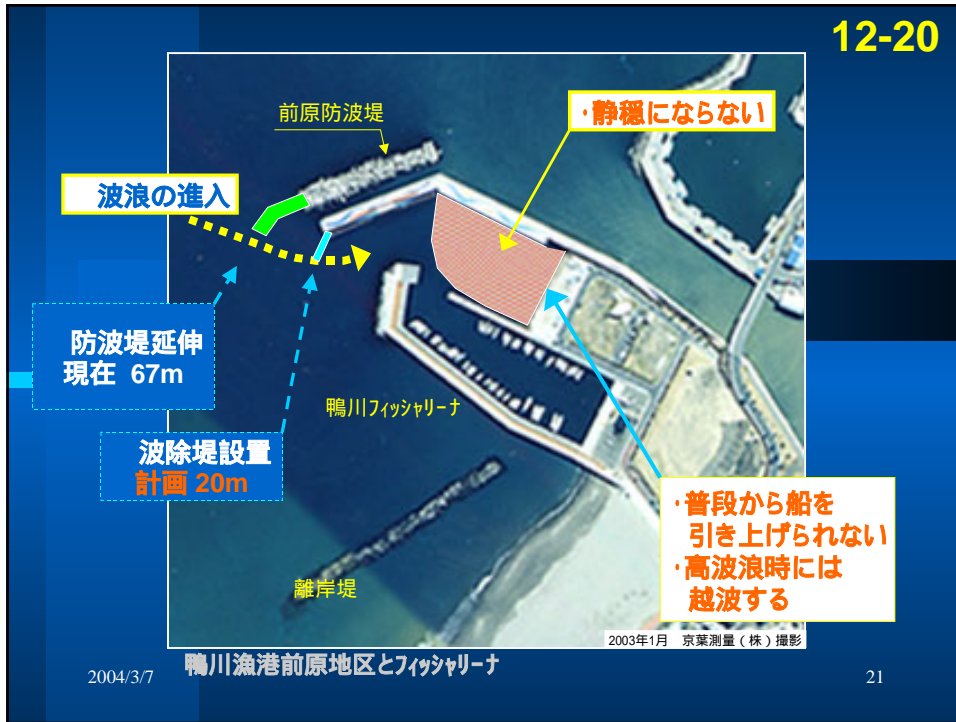 12-20
前原防波堤
・静穏にならない
波浪の進入
防波堤延伸
現在 67m
鴨川フィッシャリーナ
波除堤設置
計画 20m
・普段から船を
引き上げられない
・高波浪時には
越波する
離岸堤
2003年1月 京葉測量(株)撮影
2004/3/7
鴨川漁港前原地区とフィッシャリーナ
21